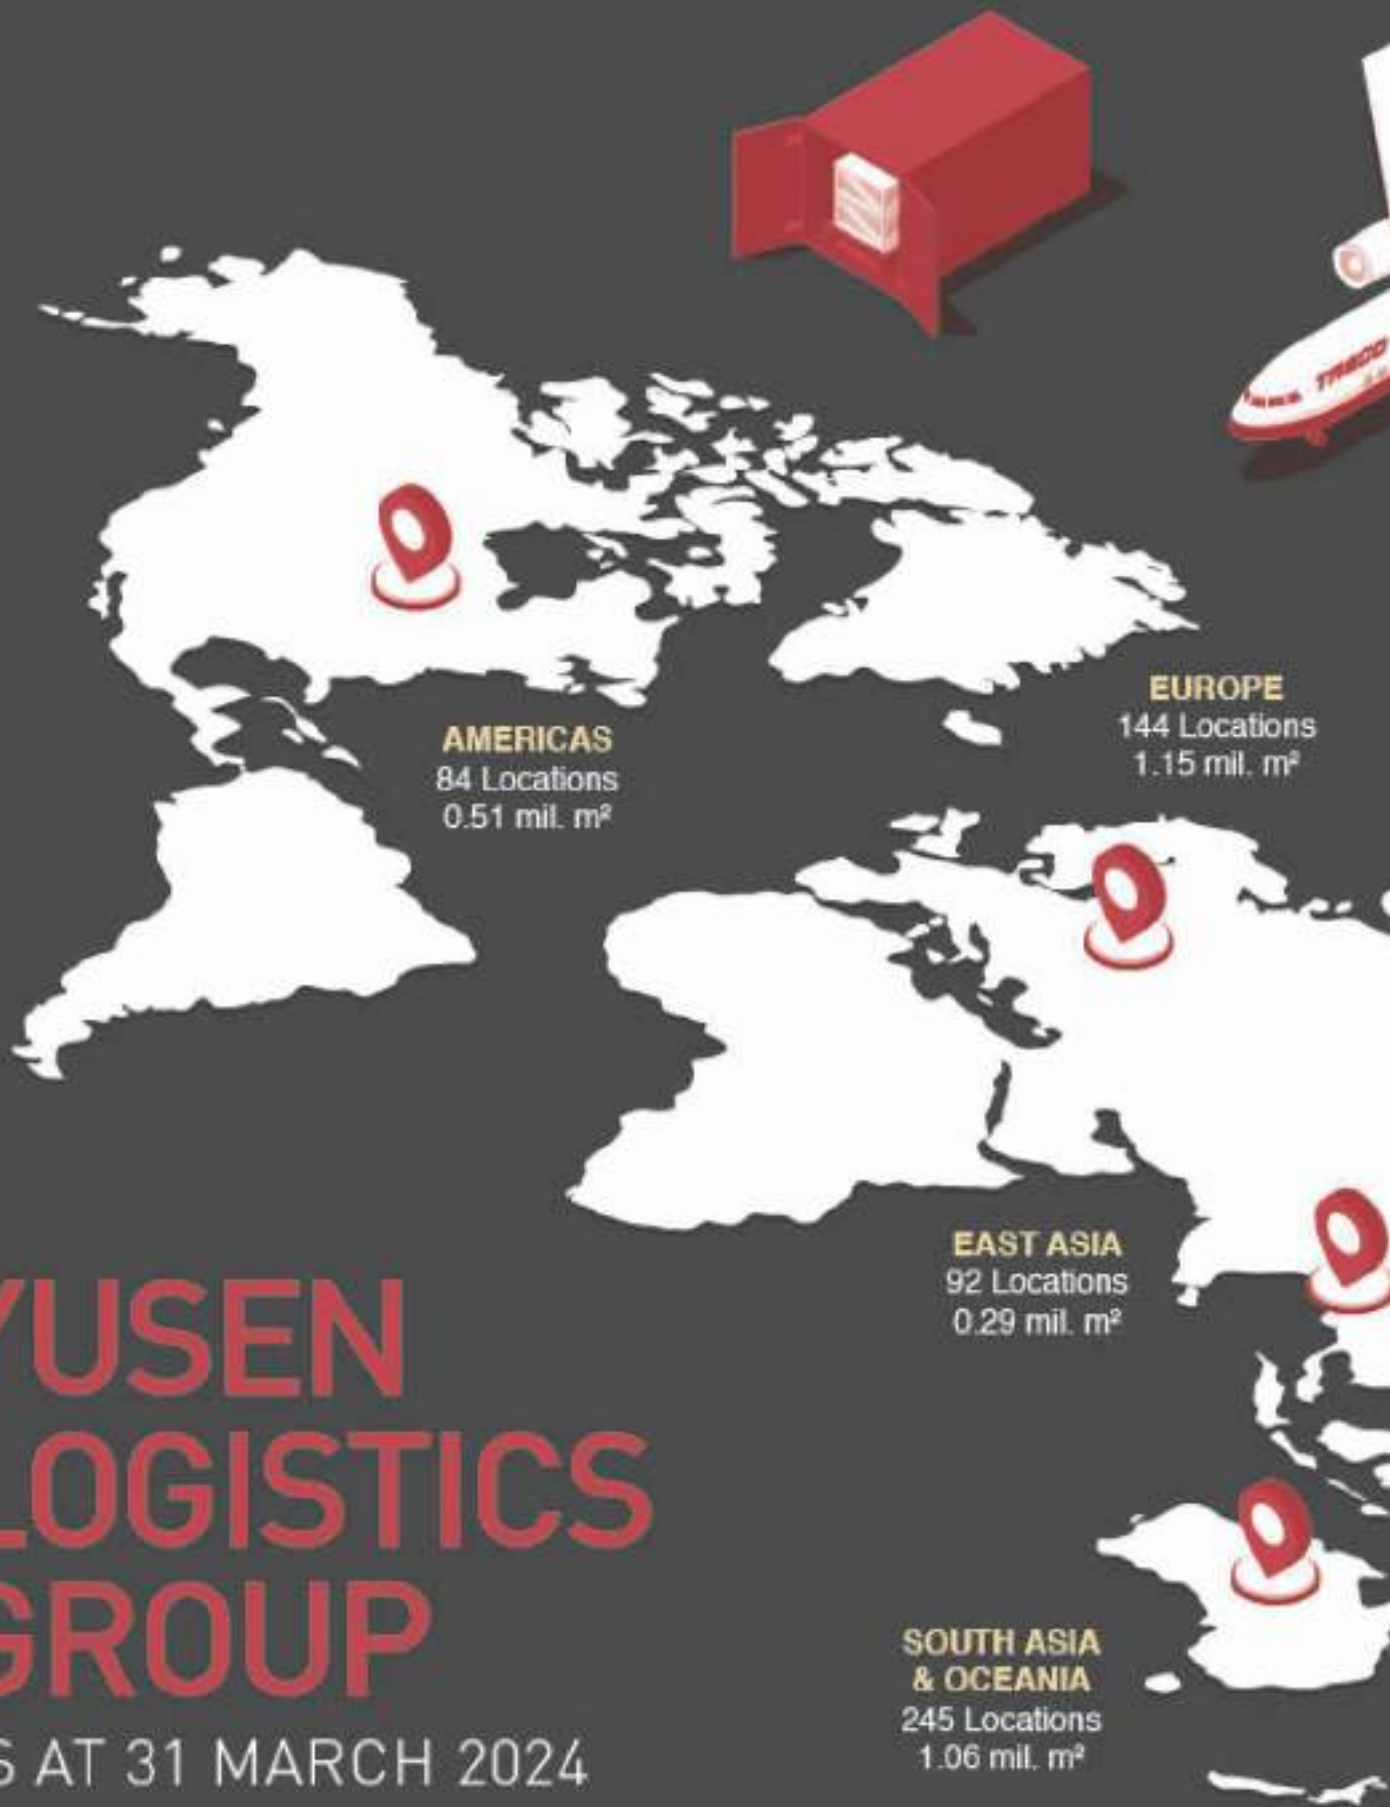 TASCO
EUROPE
144 Locations
1.15 mil. m²
AMERICAS
84 Locations
0.51 mil. m²
EAST ASIA
92 Locations
0.29 mil. m²
YUSEN
LOGISTICS
GROUP
S AT 31 MARCH 2024
SOUTH ASIA
& OCEANIA
245 Locations
1.06 mil. m²